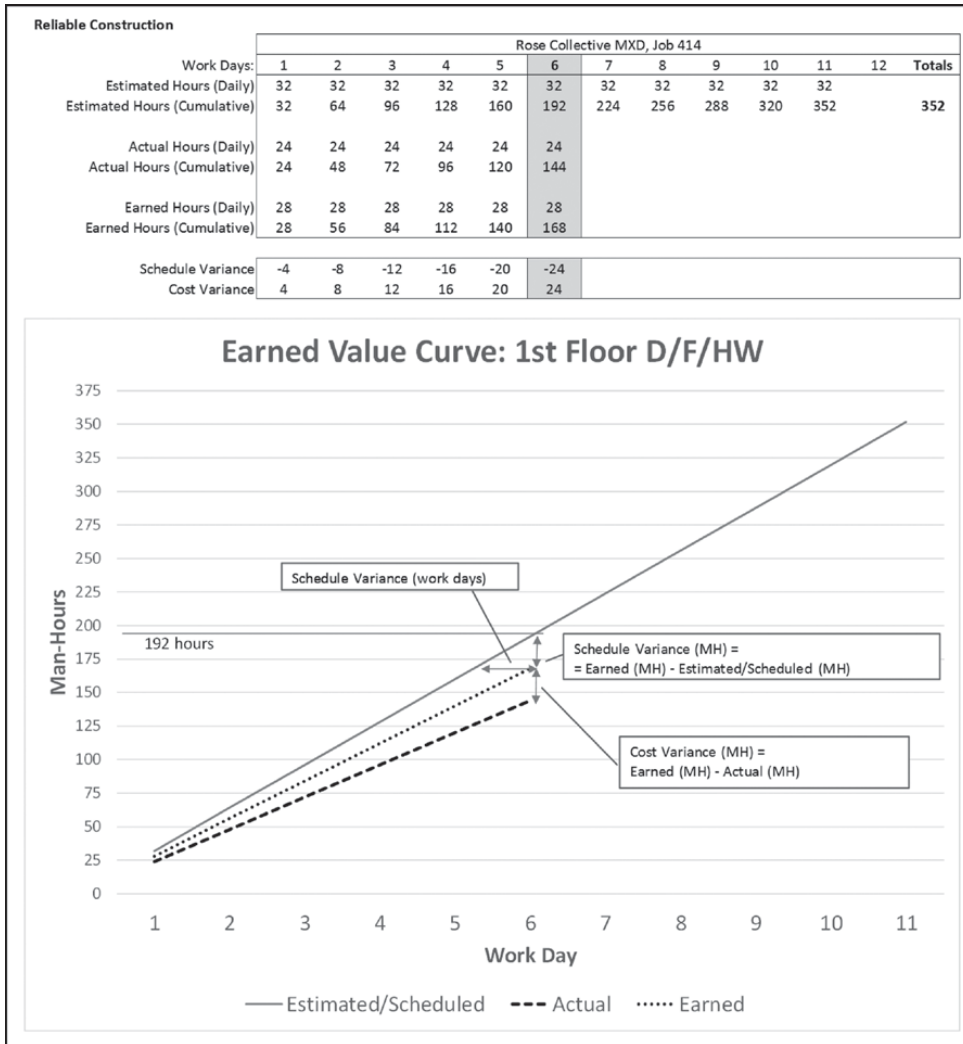 Reliable Construction
Rose Collective MXD, Job 414
Work Days: 1 2 3 4 5 6 7 8 9 10 11 12 Totals
Estimated Hours (Daily) 32 32 32 32 32 32 32 32 32 32 32
Estimated Hours (Cumulative) 32 64 96 128 160 192 224 256 288 320 352 352
Actual Hours (Daily) 24 24 24 24 24 24
Actual Hours (Cumulative) 24 48 72 96 120 144
Earned Hours (Daily) 28 28 28 28 28 28
Earned Hours (Cumulative) 28 56 84 112 140 168
Schedule Variance -4 -8 -12 -16 -20 -24
Cost Variance 4 8 12 16 20 24
Earned Value Curve: 1st Floor D/F/HW
375
350
325
300
275
250
225
200
175
150
125
100
75
50
25
0
Man-Hours
Schedule Variance (work days)
192 hours
Schedule Variance (MH) =
= Earned (MH) - Estimated/Scheduled (MH)
Cost Variance (MH) =
Earned (MH) - Actual (MH)
1 2 3 4 5 6 7 8 9 10 11
Work Day
Estimated/Scheduled Actual Earned